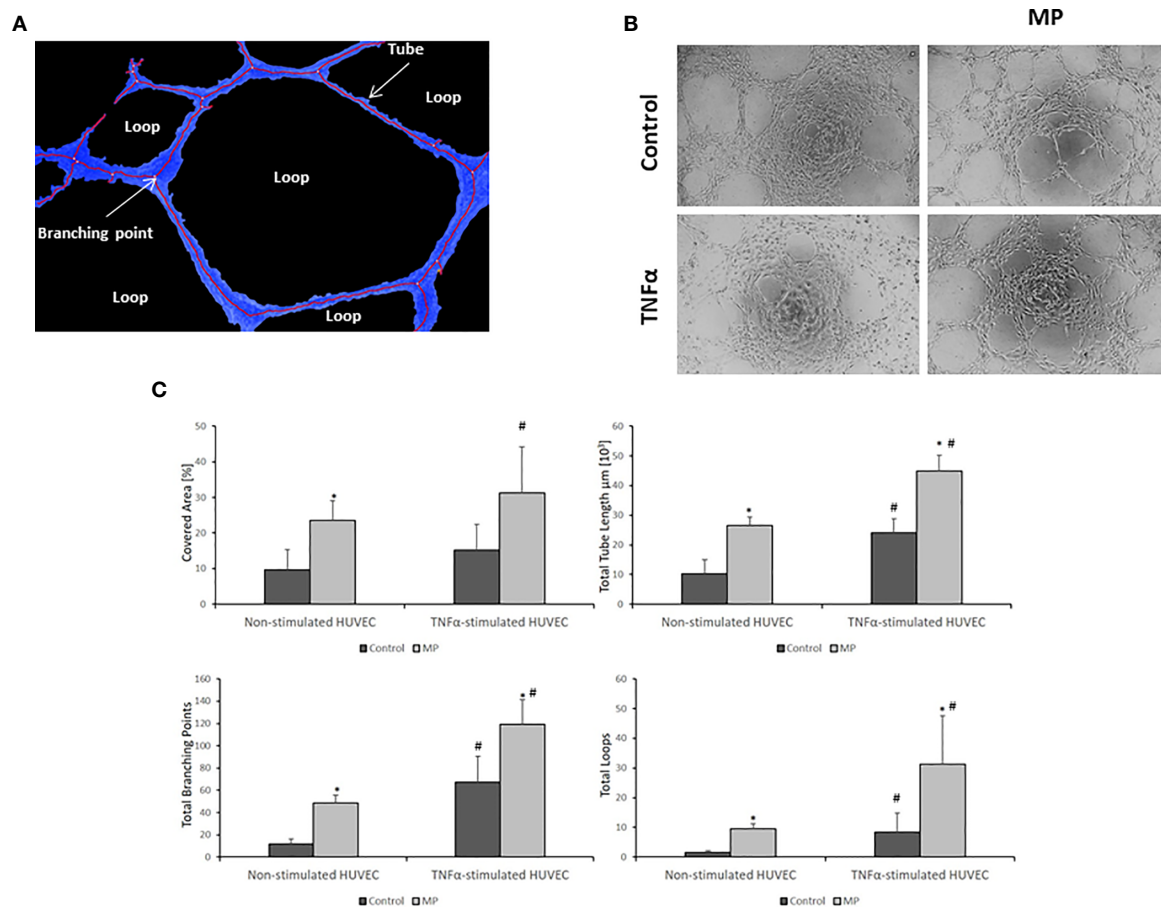 A
Tube
Loop
Loop
Loop
Branching point
Loop
Loop
B
MP
Control
TNFα
C
Covered Area [%]
50
40
30
20
10
0
*
#
Non-stimulated HUVEC
TNFα-stimulated HUVEC
Control
MP
Total Tube Length μm [10³]
60
50
40
30
20
10
0
*
#
* #
Non-stimulated HUVEC
TNFα-stimulated HUVEC
Control
MP
Total Branching Points
160
140
120
100
80
60
40
20
0
*
#
* #
Non-stimulated HUVEC
TNFα-stimulated HUVEC
Control
MP
Total Loops
60
50
40
30
20
10
0
*
#
* #
Non-stimulated HUVEC
TNFα-stimulated HUVEC
Control
MP